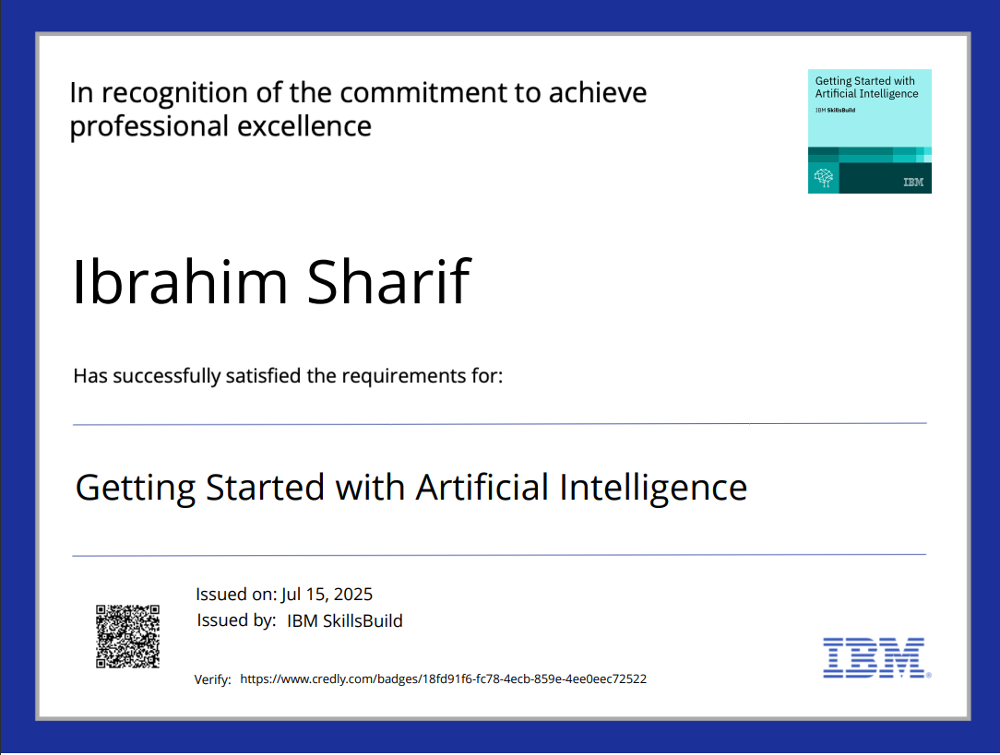 In recognition of the commitment to achieve
professional excellence
Getting Started with
Artificial Intelligence
IBM SkillsBuild
IBM
Ibrahim Sharif
Has successfully satisfied the requirements for:
Getting Started with Artificial Intelligence
Issued on: Jul 15, 2025
Issued by: IBM SkillsBuild
Verify: https://www.credly.com/badges/18fd91f6-fc78-4ecb-859e-4ee0eec72522
IBM®